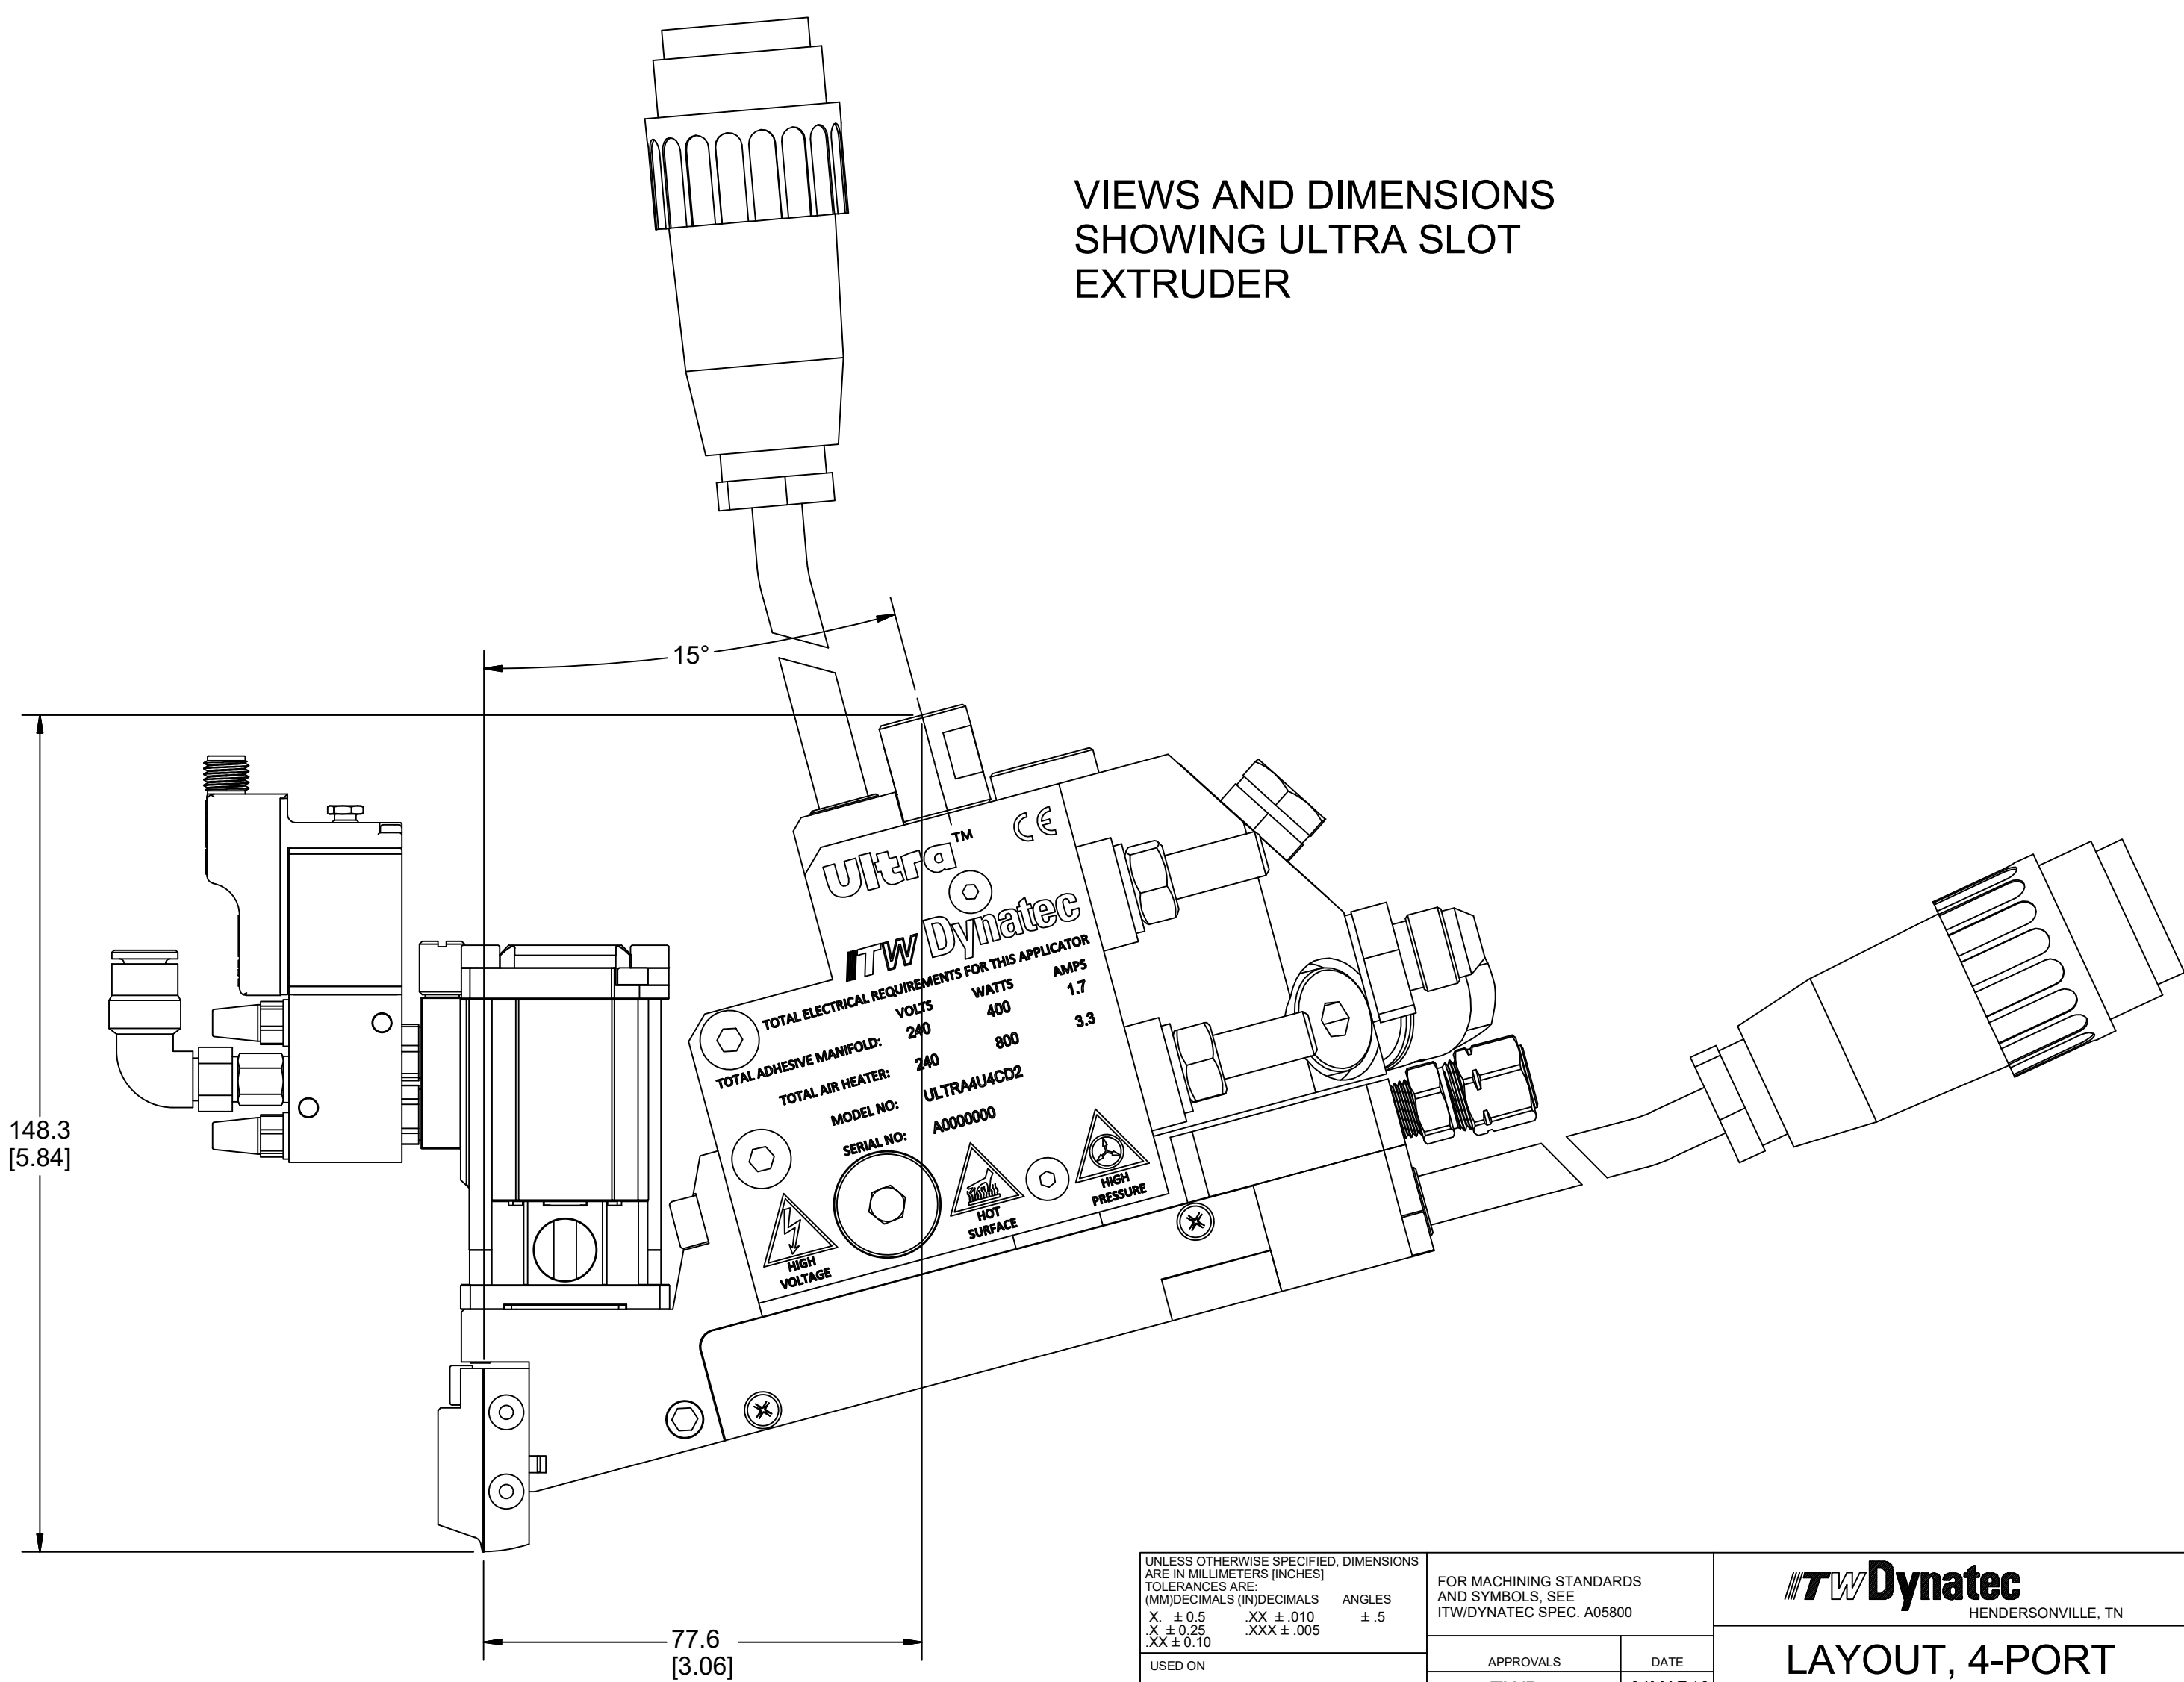 VIEWS AND DIMENSIONS
SHOWING ULTRA SLOT
EXTRUDER
15°
148.3
[5.84]
77.6
[3.06]
Ultra™ CE
ITW Dynatec
TOTAL ELECTRICAL REQUIREMENTS FOR THIS APPLICATOR
VOLTS WATTS AMPS
TOTAL ADHESIVE MANIFOLD: 240 400 1.7
TOTAL AIR HEATER: 240 800 3.3
MODEL NO: ULTRA4U4CD2
SERIAL NO: A0000000
HIGH
VOLTAGE
HOT
SURFACE
HIGH
PRESSURE
UNLESS OTHERWISE SPECIFIED, DIMENSIONS
ARE IN MILLIMETERS [INCHES]
TOLERANCES ARE:
(MM)DECIMALS (IN)DECIMALS ANGLES
X. ± 0.5 .XX ± .010 ± .5
.X ± 0.25 .XXX ± .005
.XX ± 0.10
USED ON
FOR MACHINING STANDARDS
AND SYMBOLS, SEE
ITW/DYNATEC SPEC. A05800
APPROVALS DATE
ITW Dynatec
HENDERSONVILLE, TN
LAYOUT, 4-PORT